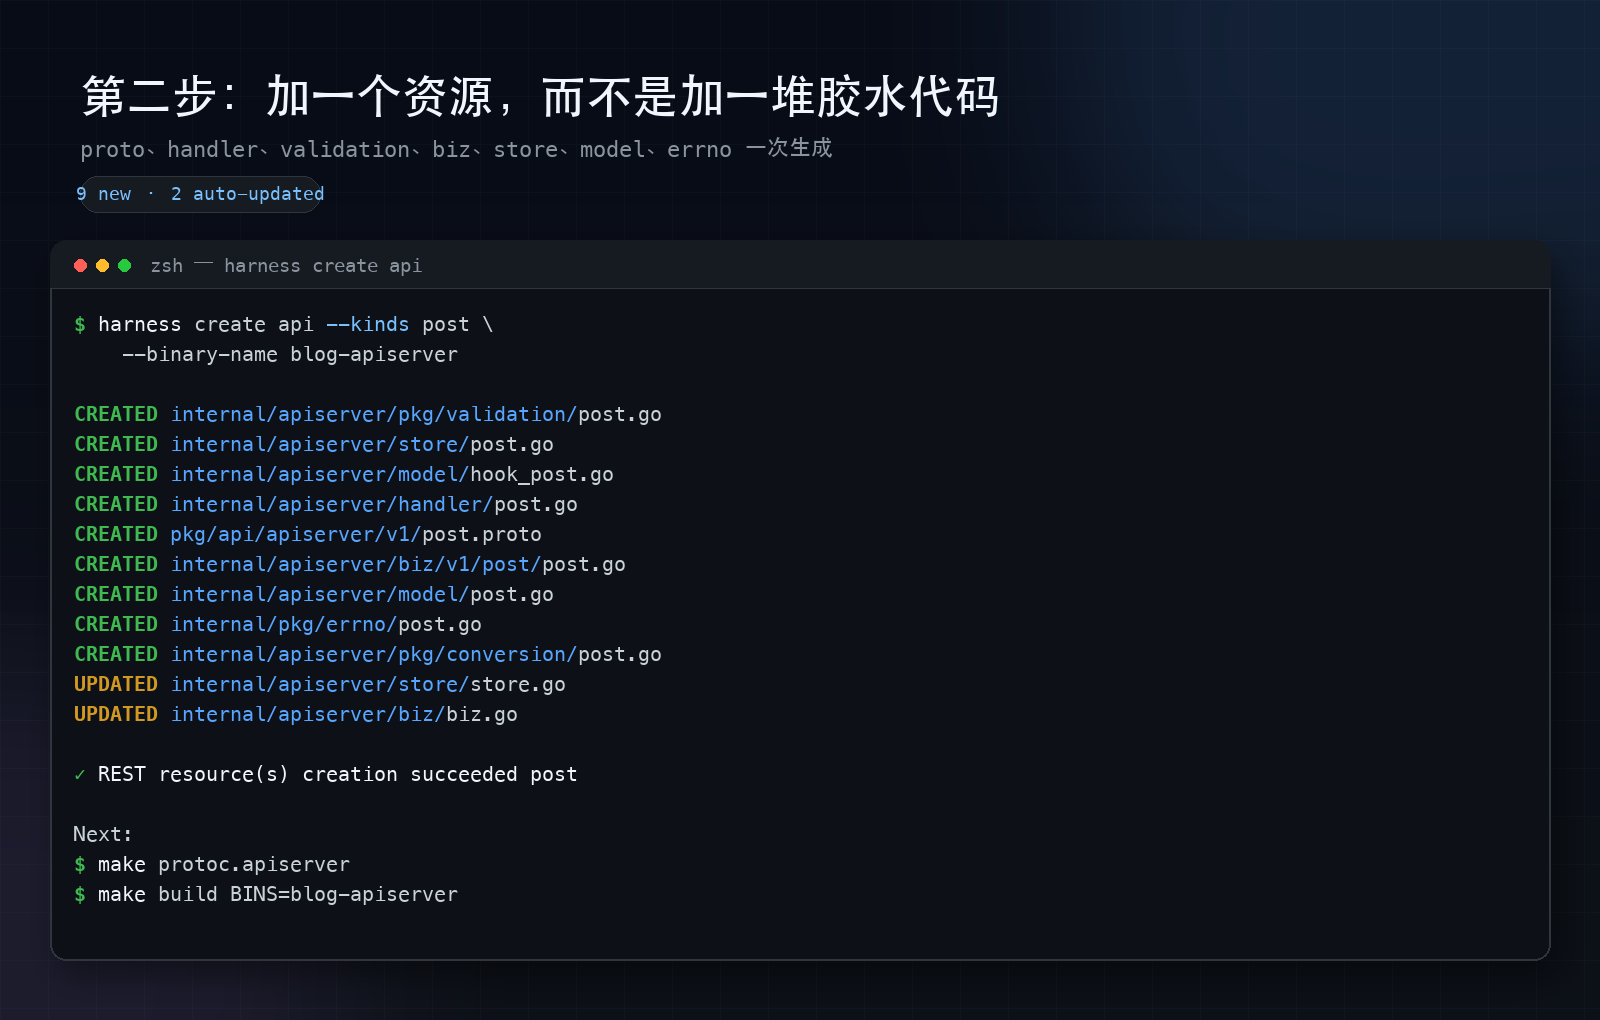 第二步：加一个资源，而不是加一堆胶水代码
proto、handler、validation、biz、store、model、errno 一次生成
9 new · 2 auto-updated
zsh — harness create api
$ harness create api --kinds post \
--binary-name blog-apiserver
CREATED internal/apiserver/pkg/validation/post.go
CREATED internal/apiserver/store/post.go
CREATED internal/apiserver/model/hook_post.go
CREATED internal/apiserver/handler/post.go
CREATED pkg/api/apiserver/v1/post.proto
CREATED internal/apiserver/biz/v1/post/post.go
CREATED internal/apiserver/model/post.go
CREATED internal/pkg/errno/post.go
CREATED internal/apiserver/pkg/conversion/post.go
UPDATED internal/apiserver/store/store.go
UPDATED internal/apiserver/biz/biz.go
✓ REST resource(s) creation succeeded post
Next:
$ make protoc.apiserver
$ make build BINS=blog-apiserver